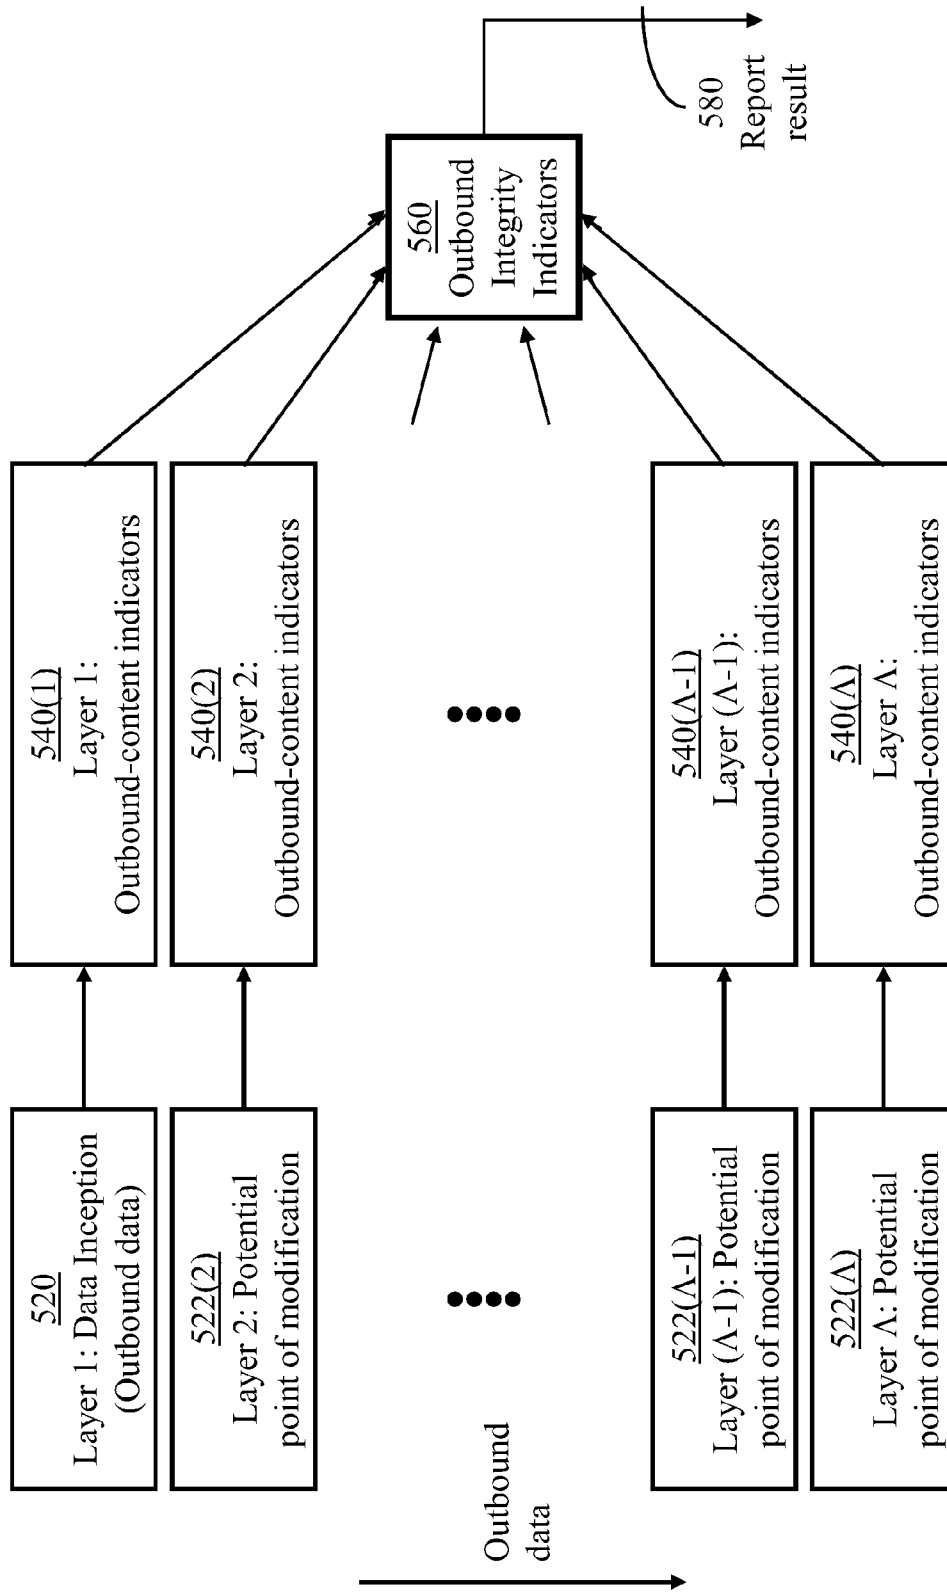 520
Layer 1: Data Inception
(Outbound data)
540(1)
Layer 1:
Outbound-content indicators
522(2)
Layer 2: Potential
point of modification
540(2)
Layer 2:
Outbound-content indicators
560
Outbound
Integrity
Indicators
580
Report
result
Outbound
data
522(Λ-1)
Layer (Λ-1): Potential
point of modification
540(Λ-1)
Layer (Λ-1):
Outbound-content indicators
522(Λ)
Layer Λ: Potential
point of modification
540(Λ)
Layer Λ:
Outbound-content indicators